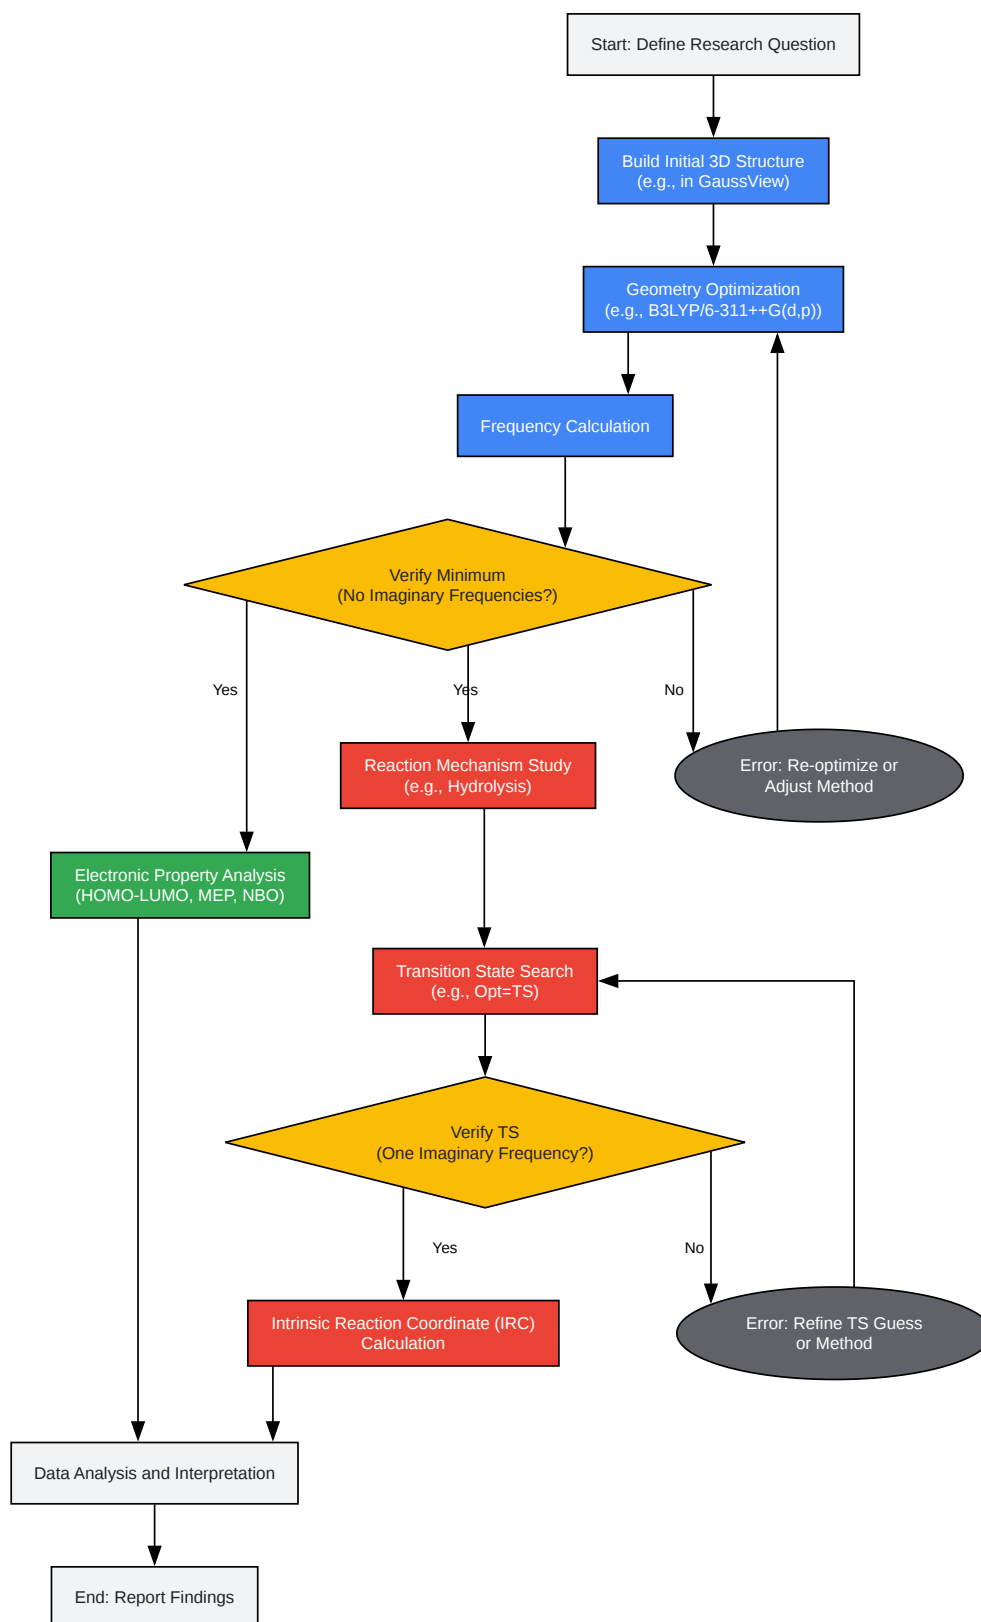 Start: Define Research Question
Build Initial 3D Structure
(e.g., in GaussView)
Geometry Optimization
(e.g., B3LYP/6-311++G(d,p))
Frequency Calculation
Verify Minimum
(No Imaginary Frequencies?)
Yes
Yes
No
Reaction Mechanism Study
(e.g., Hydrolysis)
Error: Re-optimize or
Adjust Method
Electronic Property Analysis
(HOMO-LUMO, MEP, NBO)
Transition State Search
(e.g., Opt=TS)
Verify TS
(One Imaginary Frequency?)
Yes
No
Intrinsic Reaction Coordinate (IRC)
Calculation
Error: Refine TS Guess
or Method
Data Analysis and Interpretation
End: Report Findings